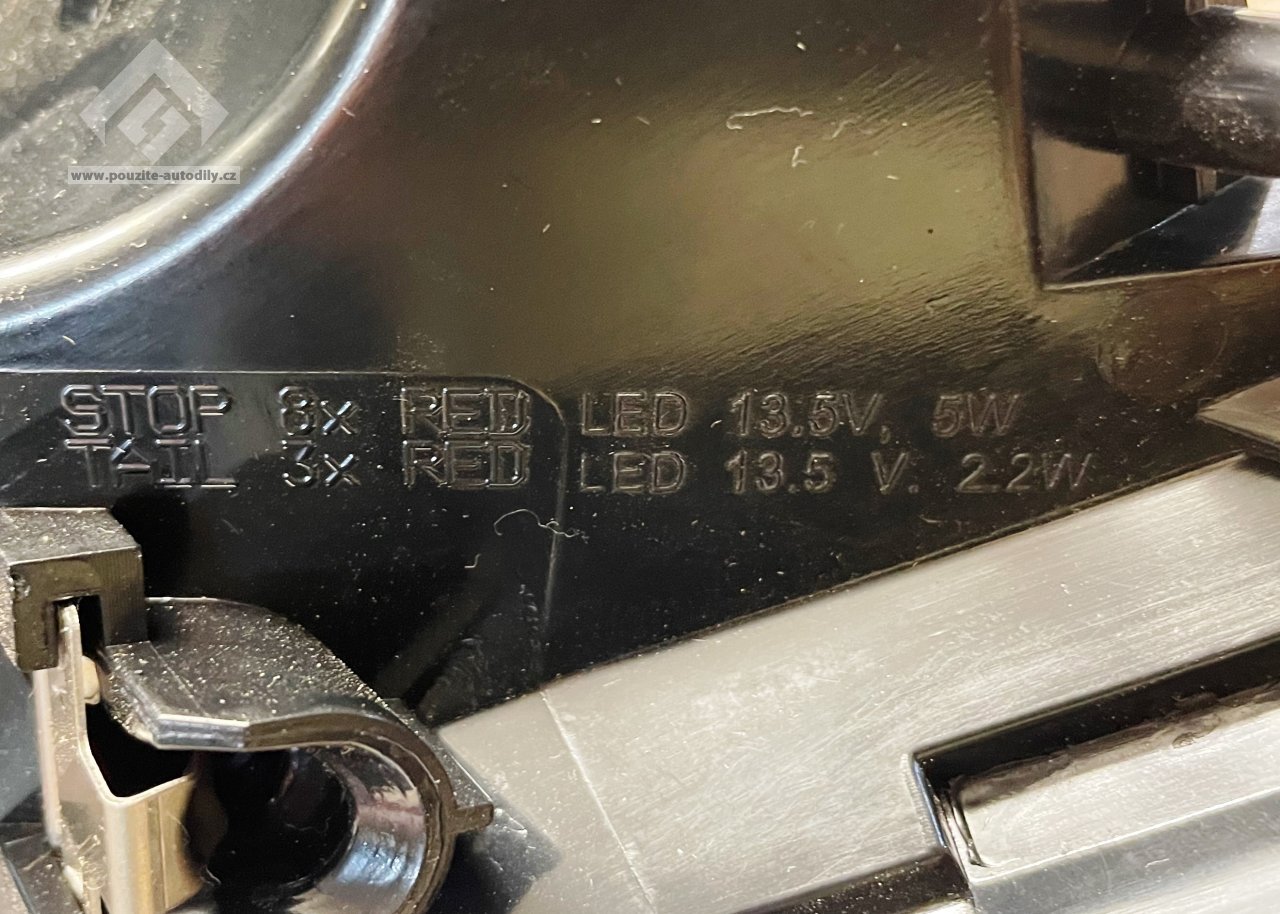 www.pouzite-autodily.cz
STOP 8x RED LED 13.5V, 5W
TAIL 3x RED LED 13.5 V. 2.2W